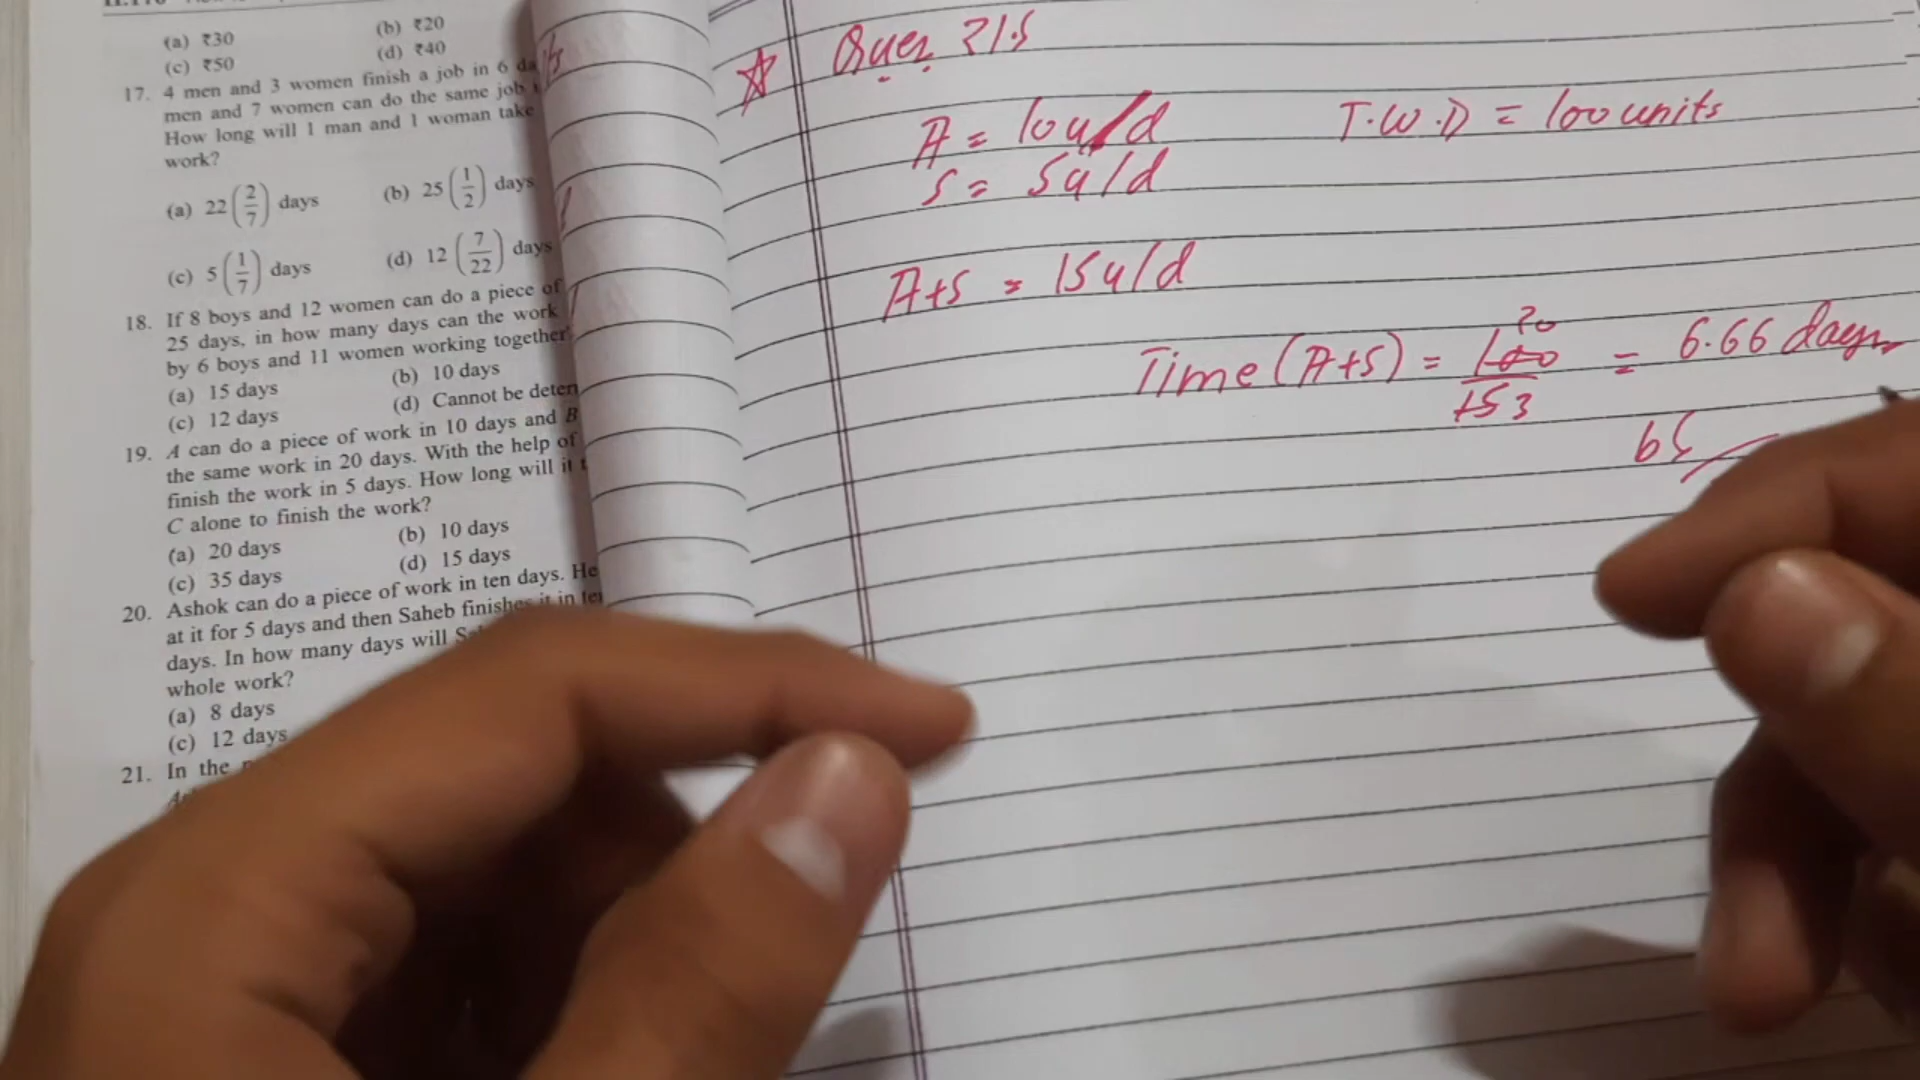 (a) ₹30 (b) ₹20
(c) ₹50 (d) ₹40
17. 4 men and 3 women finish a job in 6 da
men and 7 women can do the same job
How long will 1 man and 1 woman take
work?
(a) 22 (2/7) days (b) 25 (1/2) days
(c) 5 (1/7) days (d) 12 (7/22) days
18. If 8 boys and 12 women can do a piece of
25 days, in how many days can the work
by 6 boys and 11 women working together
(a) 15 days (b) 10 days
(c) 12 days (d) Cannot be deten
19. A can do a piece of work in 10 days and B
the same work in 20 days. With the help of
finish the work in 5 days. How long will it t
C alone to finish the work?
(a) 20 days (b) 10 days
(c) 35 days (d) 15 days
20. Ashok can do a piece of work in ten days. He
at it for 5 days and then Saheb finishes it in te
days. In how many days will Sa
whole work?
(a) 8 days
(c) 12 days
21. In the
Ques 21.s
A = 10u/d T.W.D = 100 units
S = 5u/d
A+S = 15u/d
Time (A+S) = 100/15 = 6.66 days
20
3